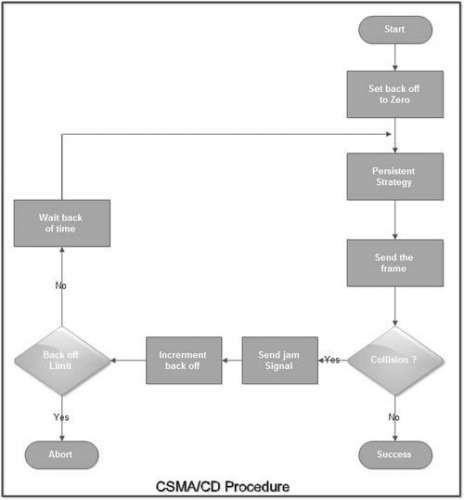 Start
Set back off
to Zero
Persistent
Strategy
Wait back
of time
Send the
frame
No
Back off
Limit
Increment
back off
Send jam
Signal
Yes
Collision ?
Yes
No
Abort
Success
CSMA/CD Procedure